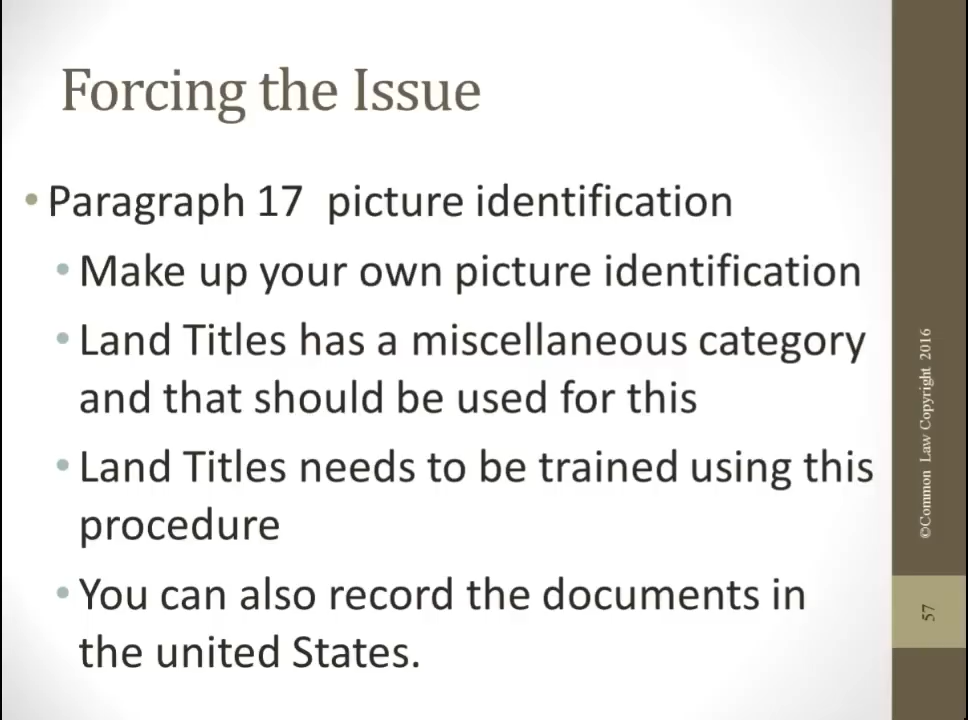 Forcing the Issue
• Paragraph 17  picture identification
• Make up your own picture identification
• Land Titles has a miscellaneous category
and that should be used for this
• Land Titles needs to be trained using this
procedure
• You can also record the documents in
the united States.
©Common Law Copyright 2016
57